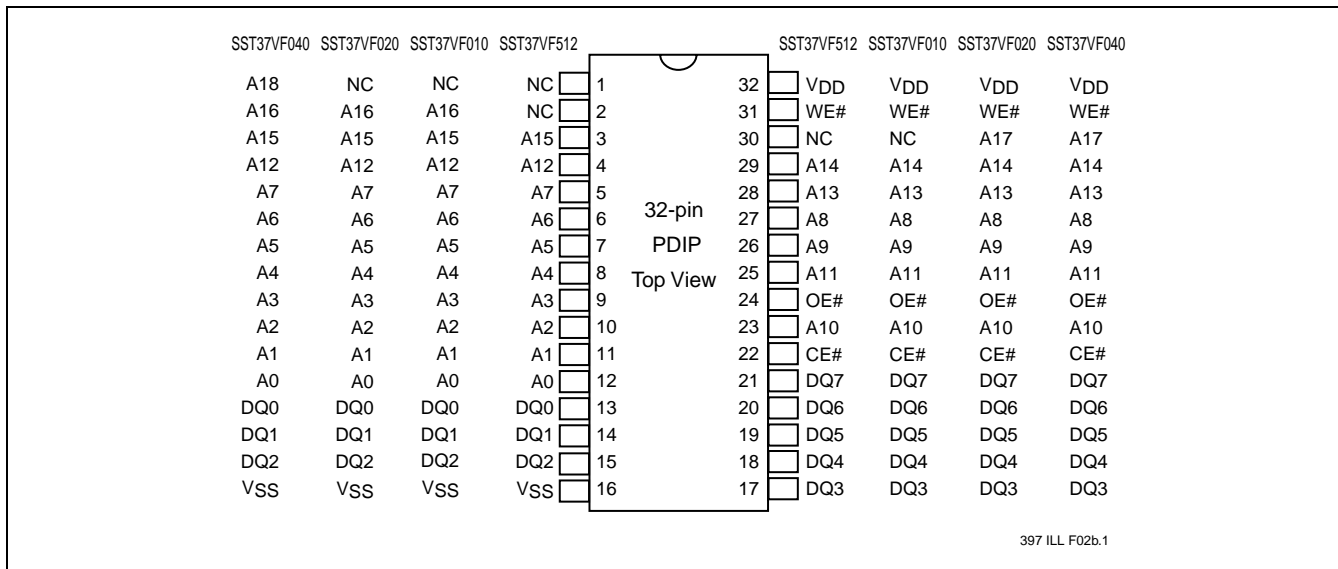 SST37VF040 SST37VF020 SST37VF010 SST37VF512 SST37VF512 SST37VF010 SST37VF020 SST37VF040
A18 NC NC NC 1 32 VDD VDD VDD VDD
A16 A16 A16 NC 2 31 WE# WE# WE# WE#
A15 A15 A15 A15 3 30 NC NC A17 A17
A12 A12 A12 A12 4 29 A14 A14 A14 A14
A7 A7 A7 A7 5 28 A13 A13 A13 A13
A6 A6 A6 A6 6 32-pin 27 A8 A8 A8 A8
A5 A5 A5 A5 7 PDIP 26 A9 A9 A9 A9
A4 A4 A4 A4 8 Top View 25 A11 A11 A11 A11
A3 A3 A3 A3 9 24 OE# OE# OE# OE#
A2 A2 A2 A2 10 23 A10 A10 A10 A10
A1 A1 A1 A1 11 22 CE# CE# CE# CE#
A0 A0 A0 A0 12 21 DQ7 DQ7 DQ7 DQ7
DQ0 DQ0 DQ0 DQ0 13 20 DQ6 DQ6 DQ6 DQ6
DQ1 DQ1 DQ1 DQ1 14 19 DQ5 DQ5 DQ5 DQ5
DQ2 DQ2 DQ2 DQ2 15 18 DQ4 DQ4 DQ4 DQ4
VSS VSS VSS VSS 16 17 DQ3 DQ3 DQ3 DQ3
397 ILL F02b.1